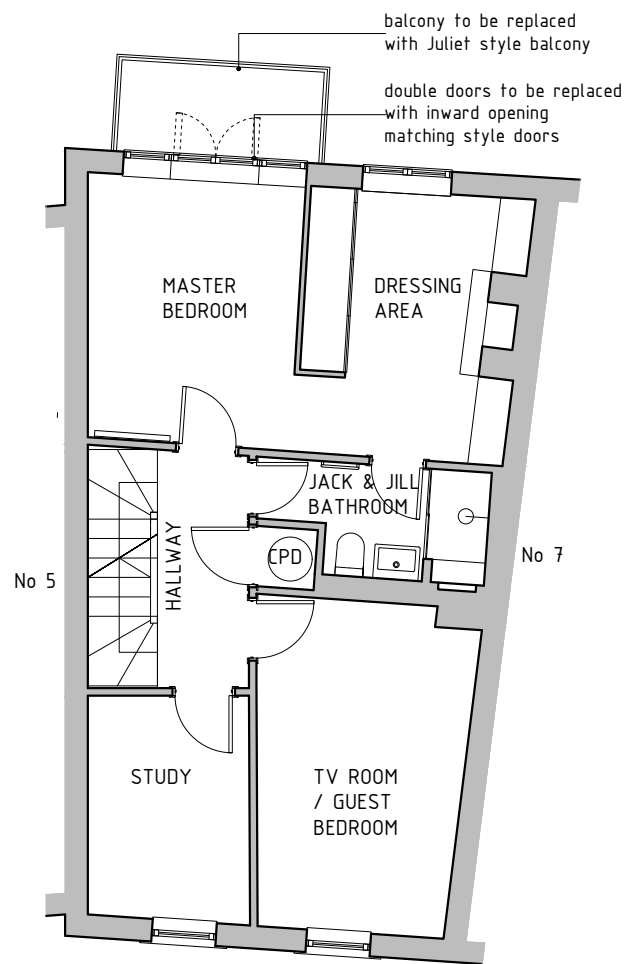 balcony to be replaced
with Juliet style balcony
double doors to be replaced
with inward opening
matching style doors
MASTER
BEDROOM
DRESSING
AREA
JACK & JILL
BATHROOM
HALLWAY
CPD
No 5
No 7
STUDY
TV ROOM
/ GUEST
BEDROOM